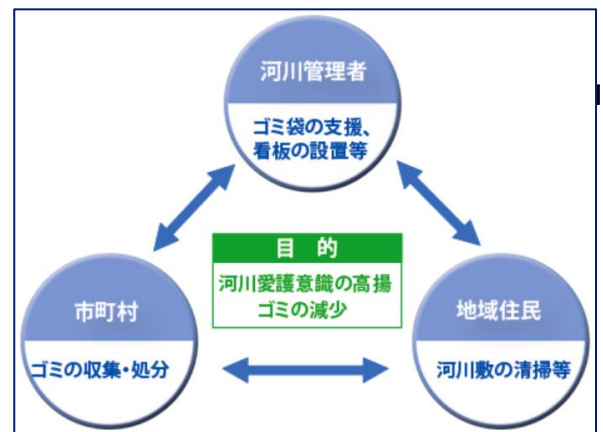 河川管理者
ゴミ袋の支援、
看板の設置等
目 的
河川愛護意識の高揚
ゴミの減少
市町村
ゴミの収集・処分
地域住民
河川敷の清掃等